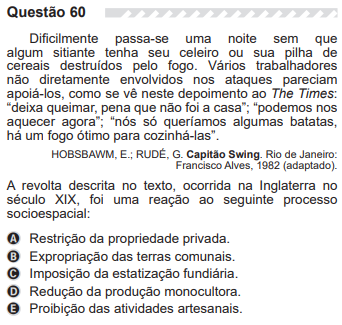 Questão 60
Dificilmente passa-se uma noite sem que
algum sitiante tenha seu celeiro ou sua pilha de
cereais destruídos pelo fogo. Vários trabalhadores
não diretamente envolvidos nos ataques pareciam
apoiá-los, como se vê neste depoimento ao The Times:
“deixa queimar, pena que não foi a casa”; “podemos nos
aquecer agora”; “nós só queríamos algumas batatas,
há um fogo ótimo para cozinhá-las”.
HOBSBAWM, E.; RUDÉ, G. Capitão Swing. Rio de Janeiro:
Francisco Alves, 1982 (adaptado).
A revolta descrita no texto, ocorrida na Inglaterra no
século XIX, foi uma reação ao seguinte processo
socioespacial:
A Restrição da propriedade privada.
B Expropriação das terras comunais.
C Imposição da estatização fundiária.
D Redução da produção monocultora.
E Proibição das atividades artesanais.